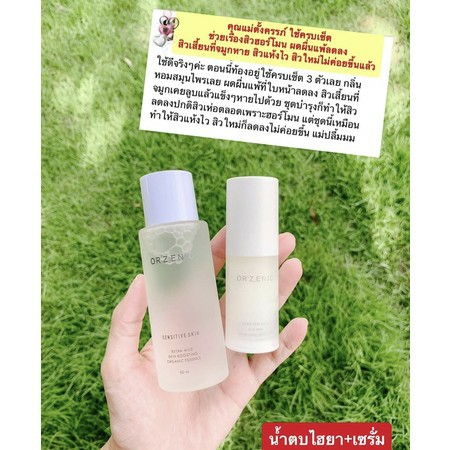 คุณแม่ตั้งครรภ์ ใช้ครบเซ็ต
ช่วยเรื่องสิวฮอร์โมน ผดผื่นแพ้ลดลง
สิวเสี้ยนที่จมูกหาย สิวแห้งไว สิวใหม่ไม่ค่อยขึ้นแล้ว
ใช้ดีจริงๆค่ะ ตอนนี้ท้องอยู่ใช้ครบเซ็ต 3 ตัวเลย กลิ่น
หอมสมุนไพรเลย ผดผื่นแพ้ที่ใบหน้าลดลง สิวเสี้ยนที่
จมูกเคยลูบแล้วแข็งๆหายไปด้วย ชุดบำรุงก็ทำให้สิว
ลดลงปกติสิวเห่อตลอดเพราะฮอร์โมน แต่ชุดนี้เหมือน
ทำให้สิวแห้งไว สิวใหม่ก็ลดลงไม่ค่อยขึ้น แม่ปลื้มมม
ORZEN
SENSITIVE SKIN
EXTRA MILD
SKIN BOOSTING
ORGANIC ESSENCE
ORZENIC
น้ำตบไฮยา+เซรั่ม